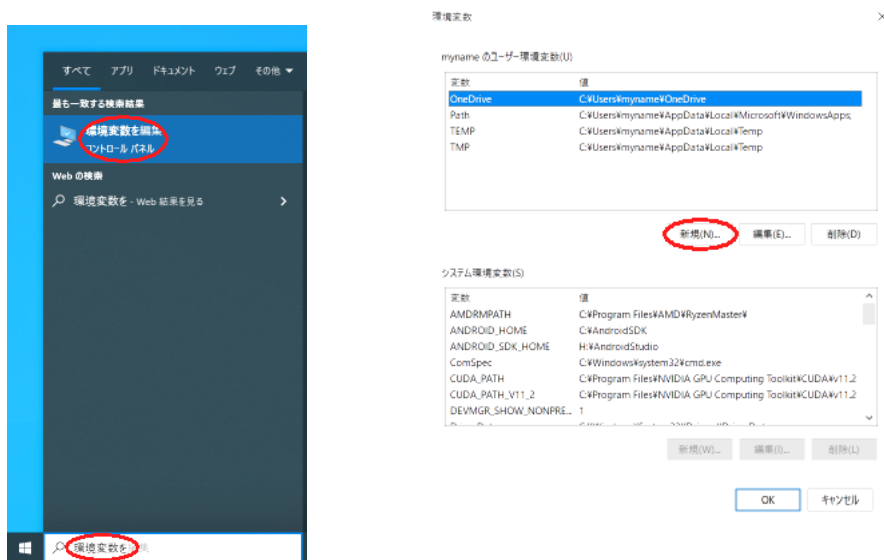 すべて アプリ ドキュメント ウェブ その他 ▼
最も一致する検索結果
環境変数を編集
コントロール パネル
Web の検索
環境変数を - Web 結果を見る
環境変数を編集
環境変数
myname のユーザー環境変数(U)
変数 値
OneDrive C:¥Users¥myname¥OneDrive
Path C:¥Users¥myname¥AppData¥Local¥Microsoft¥WindowsApps;
TEMP C:¥Users¥myname¥AppData¥Local¥Temp
TMP C:¥Users¥myname¥AppData¥Local¥Temp
新規(N)... 編集(E)... 削除(D)
システム環境変数(S)
変数 値
AMDRMPATH C:¥Program Files¥AMD¥RyzenMaster¥
ANDROID_HOME C:¥AndroidSDK
ANDROID_SDK_HOME H:¥AndroidStudio
ComSpec C:¥Windows¥system32¥cmd.exe
CUDA_PATH C:¥Program Files¥NVIDIA GPU Computing Toolkit¥CUDA¥v11.2
CUDA_PATH_V11_2 C:¥Program Files¥NVIDIA GPU Computing Toolkit¥CUDA¥v11.2
DEVMGR_SHOW_NONPRE... 1
新規(W)... 編集(I)... 削除(L)
OK キャンセル